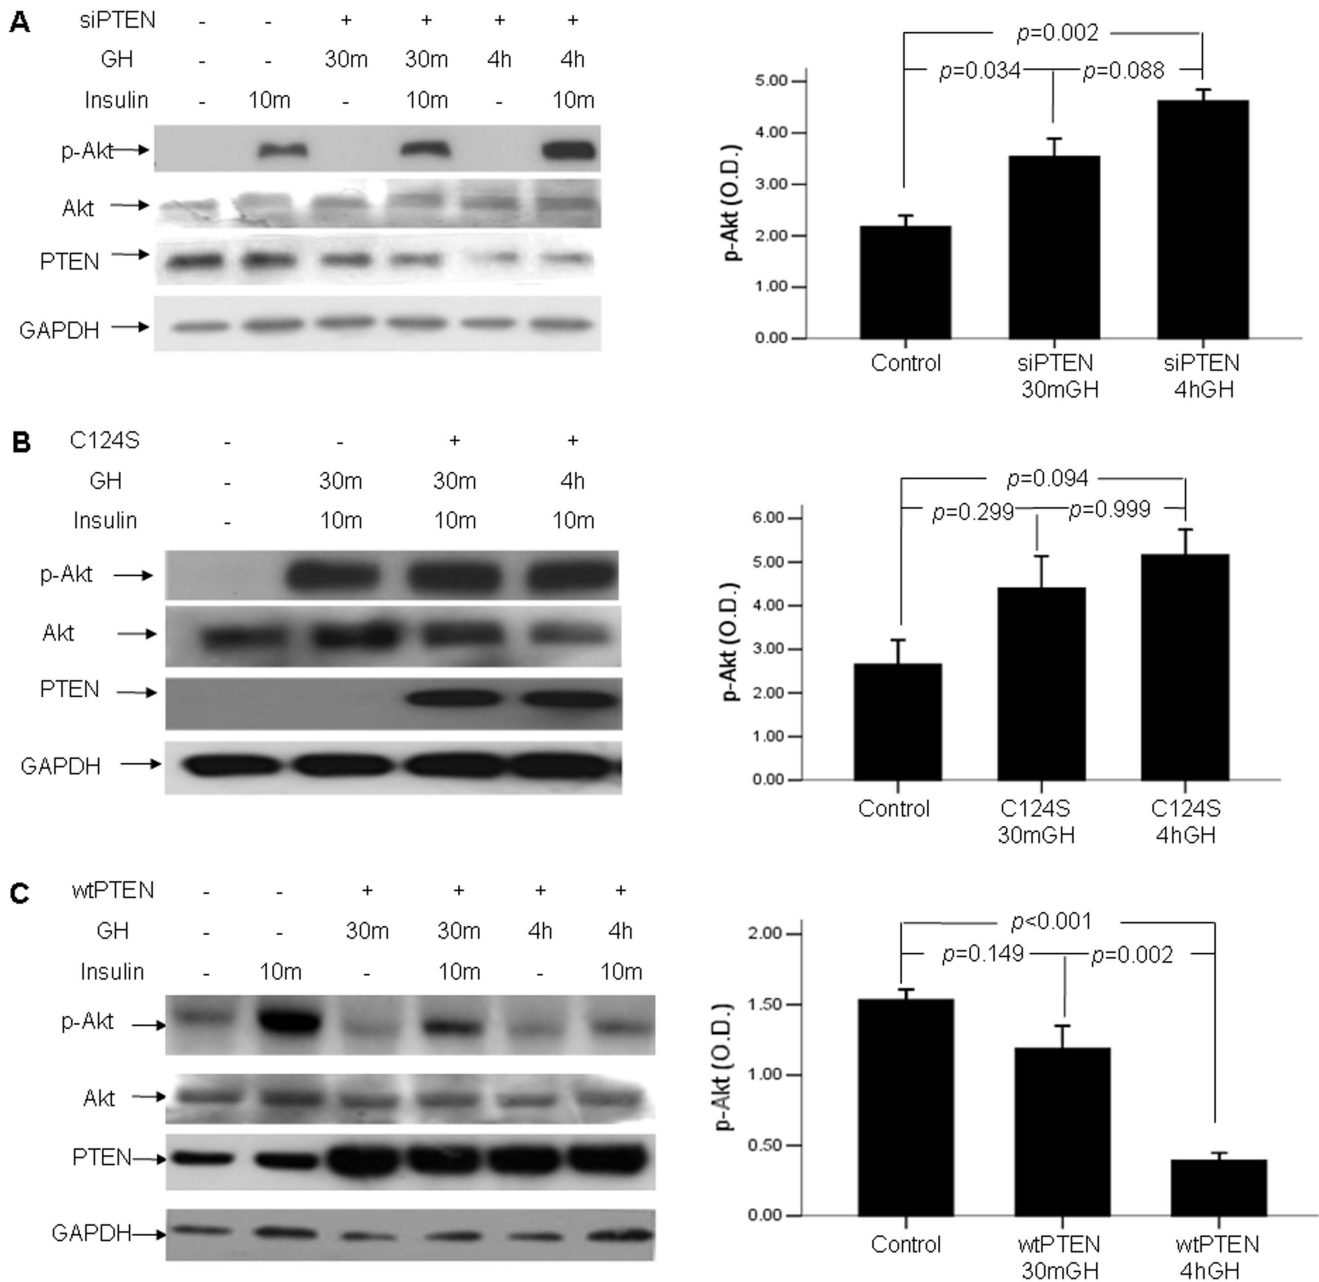 A
siPTEN - - + + + +
GH - - 30m 30m 4h 4h
Insulin - 10m - 10m - 10m
p-Akt
Akt
PTEN
GAPDH
p=0.002
p=0.034 p=0.088
p-Akt (O.D.)
5.00
4.00
3.00
2.00
1.00
0.00
Control siPTEN siPTEN
30mGH 4hGH
B
C124S - - + +
GH - 30m 30m 4h
Insulin - 10m 10m 10m
p-Akt
Akt
PTEN
GAPDH
p=0.094
p=0.299 p=0.999
p-Akt (O.D.)
6.00
5.00
4.00
3.00
2.00
1.00
0.00
Control C124S C124S
30mGH 4hGH
C
wtPTEN - - + + + +
GH - - 30m 30m 4h 4h
Insulin - 10m - 10m - 10m
p-Akt
Akt
PTEN
GAPDH
p<0.001
p=0.149 p=0.002
p-Akt (O.D.)
2.00
1.50
1.00
0.50
0.00
Control wtPTEN wtPTEN
30mGH 4hGH